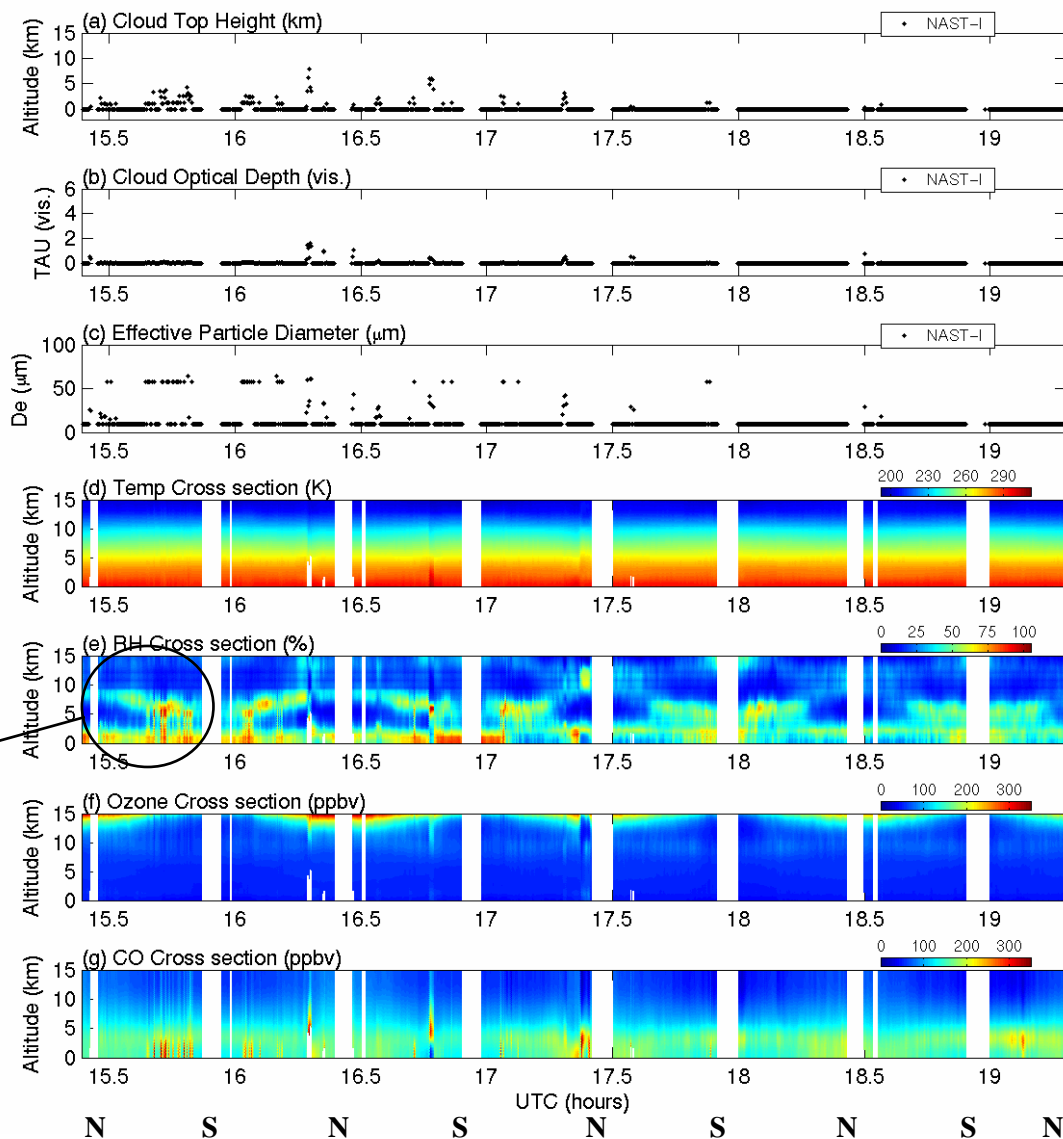 (a) Cloud Top Height (km)
NAST-I
Altitude (km)
15
10
5
0
15.5 16 16.5 17 17.5 18 18.5 19
(b) Cloud Optical Depth (vis.)
NAST-I
TAU (vis.)
6
4
2
0
15.5 16 16.5 17 17.5 18 18.5 19
(c) Effective Particle Diameter (μm)
NAST-I
De (μm)
100
50
0
15.5 16 16.5 17 17.5 18 18.5 19
(d) Temp Cross section (K)
200 230 260 290
Altitude (km)
15
10
5
0
15.5 16 16.5 17 17.5 18 18.5 19
(e) RH Cross section (%)
0 25 50 75 100
Altitude (km)
15
10
5
0
15.5 16 16.5 17 17.5 18 18.5 19
(f) Ozone Cross section (ppbv)
0 100 200 300
Altitude (km)
15
10
5
0
15.5 16 16.5 17 17.5 18 18.5 19
(g) CO Cross section (ppbv)
0 100 200 300
Altitude (km)
15
10
5
0
15.5 16 16.5 17 17.5 18 18.5 19
UTC (hours)
N S N S N S N S N